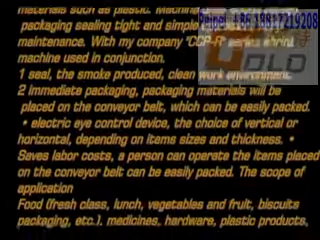 materials such as plastic. Machine
packaging sealing tight and simple
maintenance. With my company "CCP-R" series shrink
machine used in conjunction.
1 seal, the smoke produced, clean work environment.
2 immediate packaging, packaging materials will be
placed on the conveyor belt, which can be easily packed.
• electric eye control device, the choice of vertical or
horizontal, depending on items sizes and thickness. •
Saves labor costs, a person can operate the items placed
on the conveyor belt can be easily packed. The scope of
application
Food (fresh class, lunch, vegetables and fruit, biscuits
packaging, etc.), medicines, hardware, plastic products,
GOLD